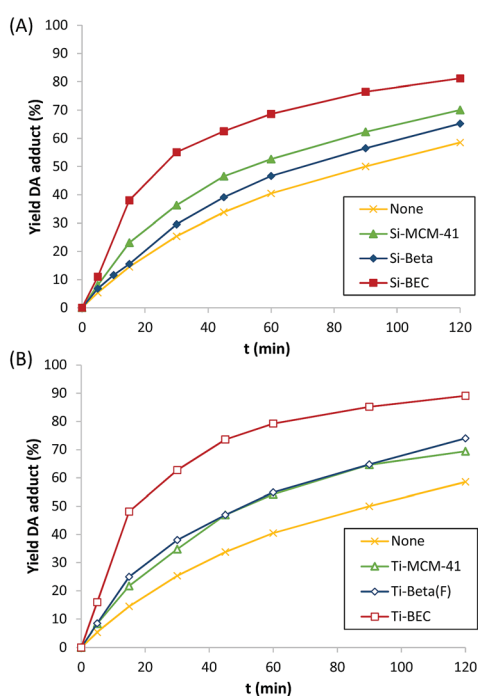 (A)
100
90
80
70
60
50
40
30
20
10
0
Yield DA adduct (%)
None
Si-MCM-41
Si-Beta
Si-BEC
0 20 40 60 80 100 120
t (min)
(B)
100
90
80
70
60
50
40
30
20
10
0
Yield DA adduct (%)
None
Ti-MCM-41
Ti-Beta(F)
Ti-BEC
0 20 40 60 80 100 120
t (min)